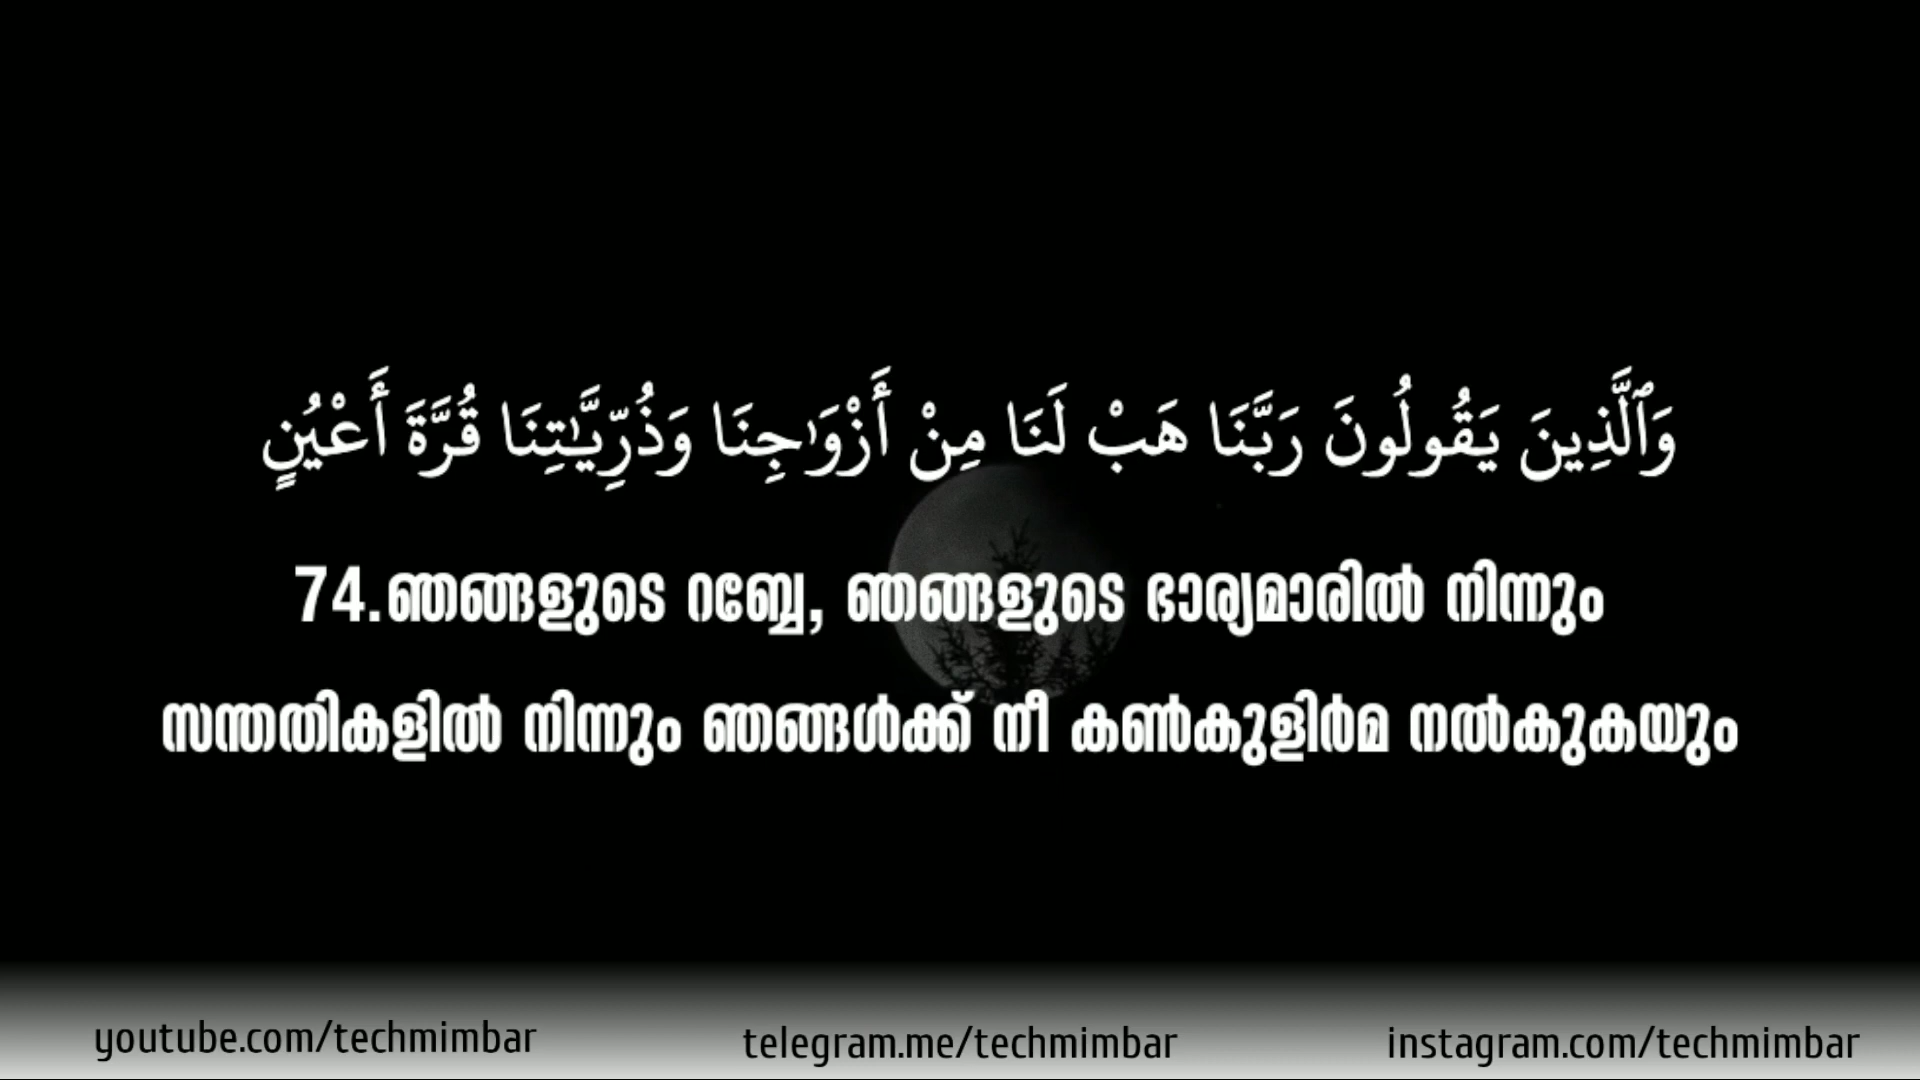 وَٱلَّذِينَ يَقُولُونَ رَبَّنَا هَبْ لَنَا مِنْ أَزْوَٰجِنَا وَذُرِّيَّـٰتِنَا قُرَّةَ أَعْيُنٍ
74.ഞങ്ങളുടെ റബ്ബേ, ഞങ്ങളുടെ ഭാര്യമാരിൽ നിന്നും
സന്തതികളിൽ നിന്നും ഞങ്ങൾക്ക് നീ കൺകുളിർമ നൽകുകയും
youtube.com/techmimbar telegram.me/techmimbar instagram.com/techmimbar